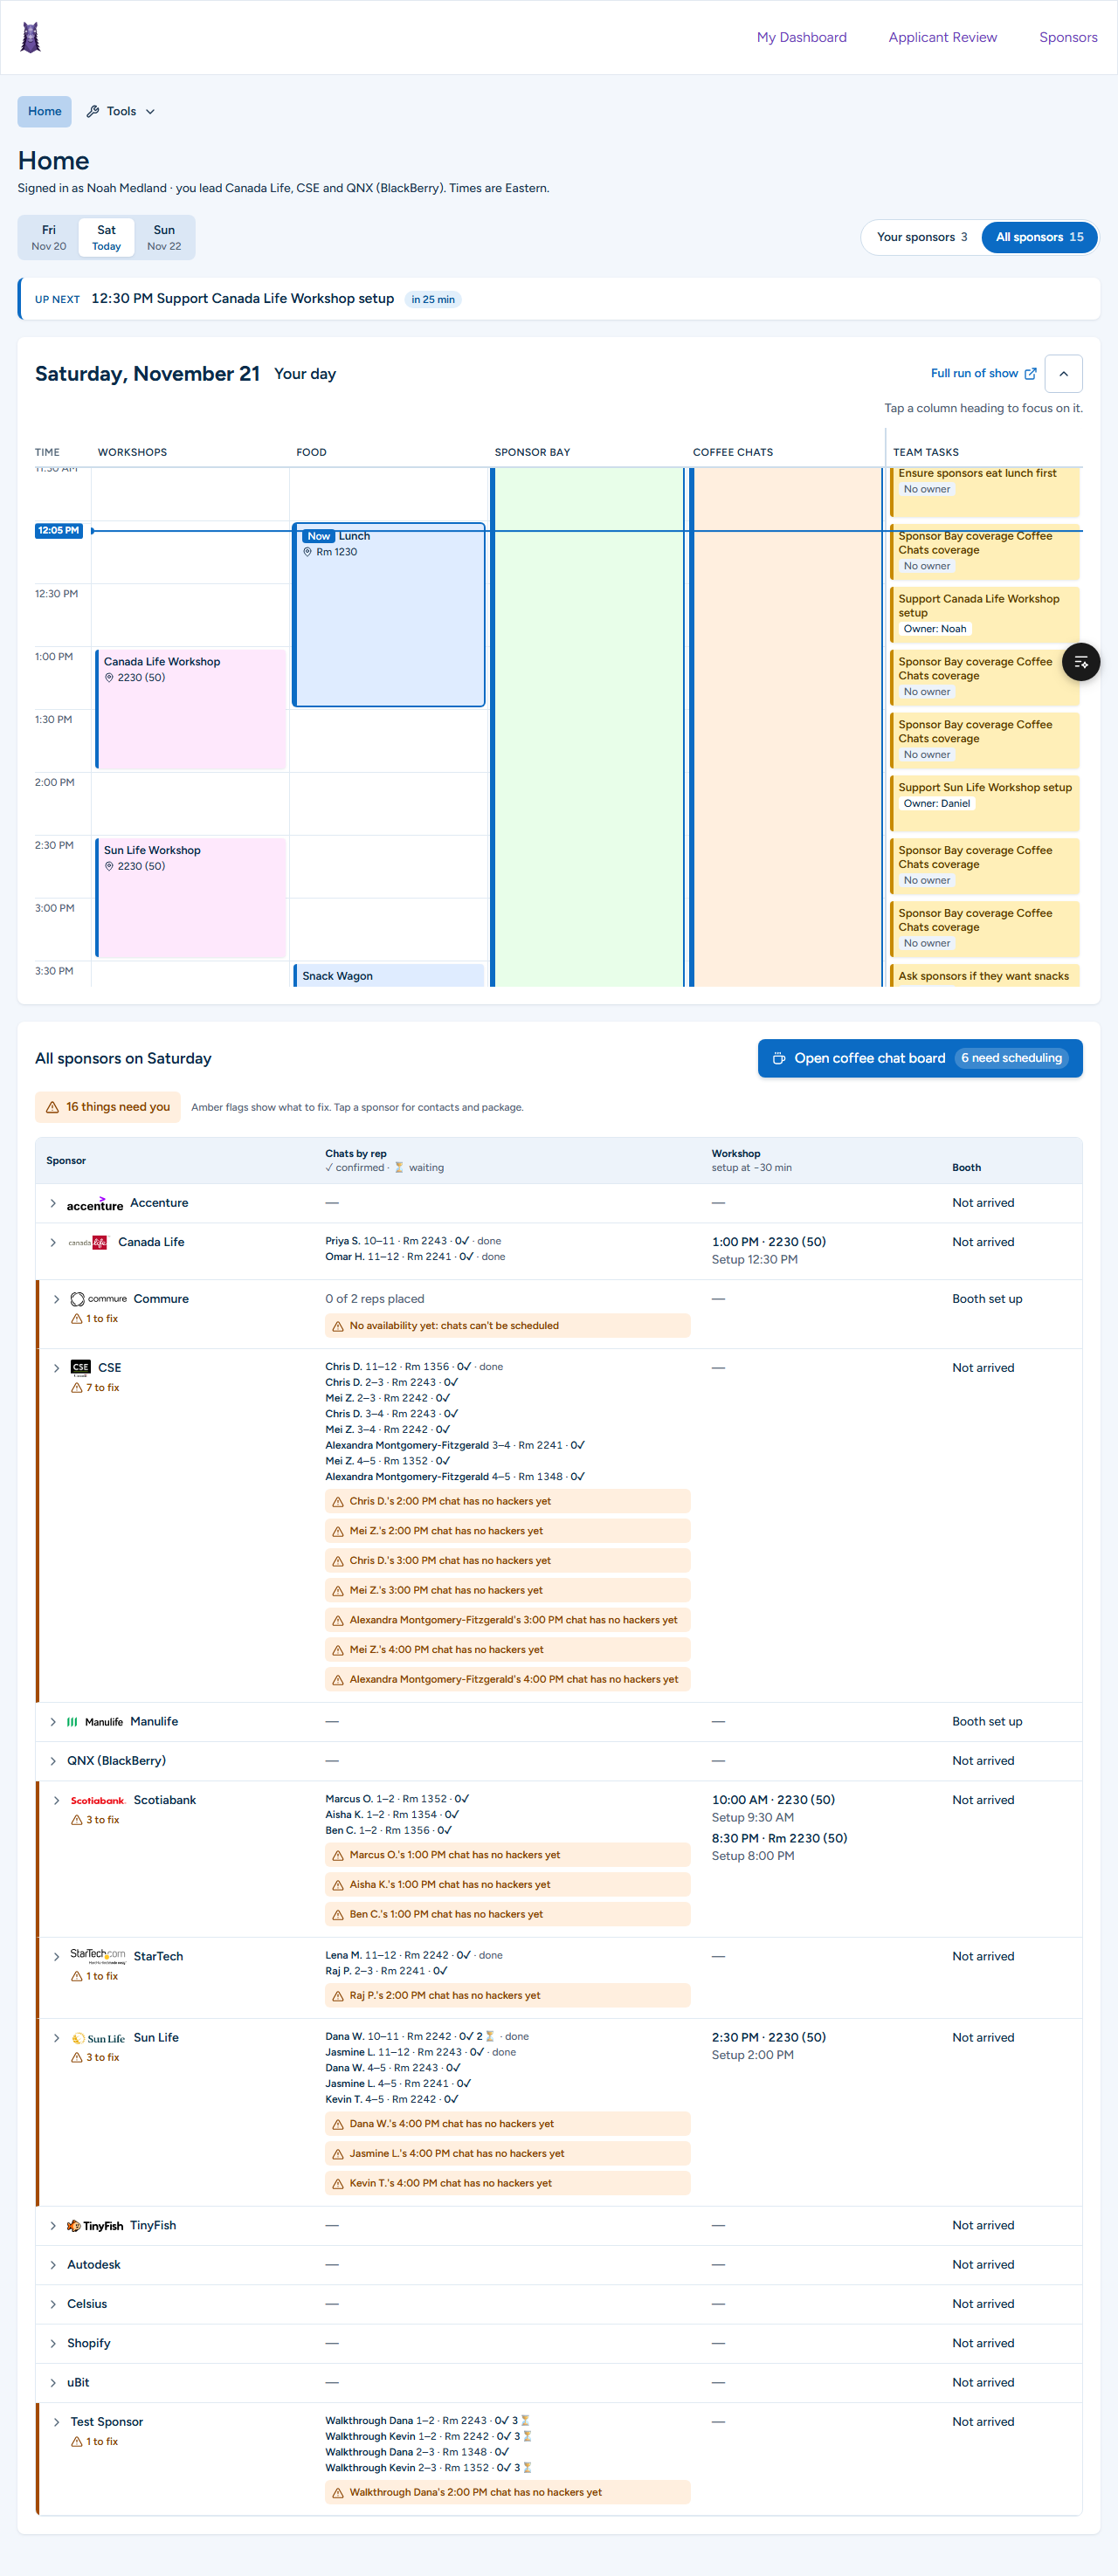 My Dashboard Applicant Review Sponsors
Home Tools
Home
Signed in as Noah Medland · you lead Canada Life, CSE and QNX (BlackBerry). Times are Eastern.
Fri Sat Sun
Nov 20 Today Nov 22
Your sponsors 3 All sponsors 15
UP NEXT 12:30 PM Support Canada Life Workshop setup in 25 min
Saturday, November 21 Your day
Full run of show
Tap a column heading to focus on it.
TIME WORKSHOPS FOOD SPONSOR BAY COFFEE CHATS TEAM TASKS
11:30 AM
Ensure sponsors eat lunch first
No owner
12:05 PM
Now Lunch
Rm 1230
Sponsor Bay coverage Coffee
Chats coverage
No owner
12:30 PM
Support Canada Life Workshop
setup
Owner: Noah
1:00 PM
Canada Life Workshop
2230 (50)
Sponsor Bay coverage Coffee
Chats coverage
No owner
1:30 PM
Sponsor Bay coverage Coffee
Chats coverage
No owner
2:00 PM
Support Sun Life Workshop setup
Owner: Daniel
2:30 PM
Sun Life Workshop
2230 (50)
Sponsor Bay coverage Coffee
Chats coverage
No owner
3:00 PM
Sponsor Bay coverage Coffee
Chats coverage
No owner
3:30 PM
Snack Wagon
Ask sponsors if they want snacks
All sponsors on Saturday
Open coffee chat board 6 need scheduling
16 things need you Amber flags show what to fix. Tap a sponsor for contacts and package.
Sponsor
Chats by rep
✓ confirmed · ⏳ waiting
Workshop
setup at −30 min
Booth
accenture Accenture — — Not arrived
canada life Canada Life
Priya S. 10–11 · Rm 2243 · 0✓ · done
Omar H. 11–12 · Rm 2241 · 0✓ · done
1:00 PM · 2230 (50)
Setup 12:30 PM
Not arrived
commure Commure
1 to fix
0 of 2 reps placed
No availability yet: chats can't be scheduled
—
Booth set up
CSE CSE
7 to fix
Chris D. 11–12 · Rm 1356 · 0✓ · done
Chris D. 2–3 · Rm 2243 · 0✓
Mei Z. 2–3 · Rm 2242 · 0✓
Chris D. 3–4 · Rm 2243 · 0✓
Mei Z. 3–4 · Rm 2242 · 0✓
Alexandra Montgomery-Fitzgerald 3–4 · Rm 2241 · 0✓
Mei Z. 4–5 · Rm 1352 · 0✓
Alexandra Montgomery-Fitzgerald 4–5 · Rm 1348 · 0✓
Chris D.'s 2:00 PM chat has no hackers yet
Mei Z.'s 2:00 PM chat has no hackers yet
Chris D.'s 3:00 PM chat has no hackers yet
Mei Z.'s 3:00 PM chat has no hackers yet
Alexandra Montgomery-Fitzgerald's 3:00 PM chat has no hackers yet
Mei Z.'s 4:00 PM chat has no hackers yet
Alexandra Montgomery-Fitzgerald's 4:00 PM chat has no hackers yet
—
Not arrived
Manulife Manulife — — Booth set up
QNX (BlackBerry) — — Not arrived
Scotiabank Scotiabank
3 to fix
Marcus O. 1–2 · Rm 1352 · 0✓
Aisha K. 1–2 · Rm 1354 · 0✓
Ben C. 1–2 · Rm 1356 · 0✓
Marcus O.'s 1:00 PM chat has no hackers yet
Aisha K.'s 1:00 PM chat has no hackers yet
Ben C.'s 1:00 PM chat has no hackers yet
10:00 AM · 2230 (50)
Setup 9:30 AM
8:30 PM · Rm 2230 (50)
Setup 8:00 PM
Not arrived
StarTech.com StarTech
1 to fix
Lena M. 11–12 · Rm 2242 · 0✓ · done
Raj P. 2–3 · Rm 2241 · 0✓
Raj P.'s 2:00 PM chat has no hackers yet
—
Not arrived
Sun Life Sun Life
3 to fix
Dana W. 10–11 · Rm 2242 · 0✓ 2⏳ · done
Jasmine L. 11–12 · Rm 2243 · 0✓ · done
Dana W. 4–5 · Rm 2243 · 0✓
Jasmine L. 4–5 · Rm 2241 · 0✓
Kevin T. 4–5 · Rm 2242 · 0✓
Dana W.'s 4:00 PM chat has no hackers yet
Jasmine L.'s 4:00 PM chat has no hackers yet
Kevin T.'s 4:00 PM chat has no hackers yet
2:30 PM · 2230 (50)
Setup 2:00 PM
Not arrived
TinyFish TinyFish — — Not arrived
Autodesk — — Not arrived
Celsius — — Not arrived
Shopify — — Not arrived
uBit — — Not arrived
Test Sponsor
1 to fix
Walkthrough Dana 1–2 · Rm 2243 · 0✓ 3⏳
Walkthrough Kevin 1–2 · Rm 2242 · 0✓ 3⏳
Walkthrough Dana 2–3 · Rm 1348 · 0✓
Walkthrough Kevin 2–3 · Rm 1352 · 0✓ 3⏳
Walkthrough Dana's 2:00 PM chat has no hackers yet
—
Not arrived